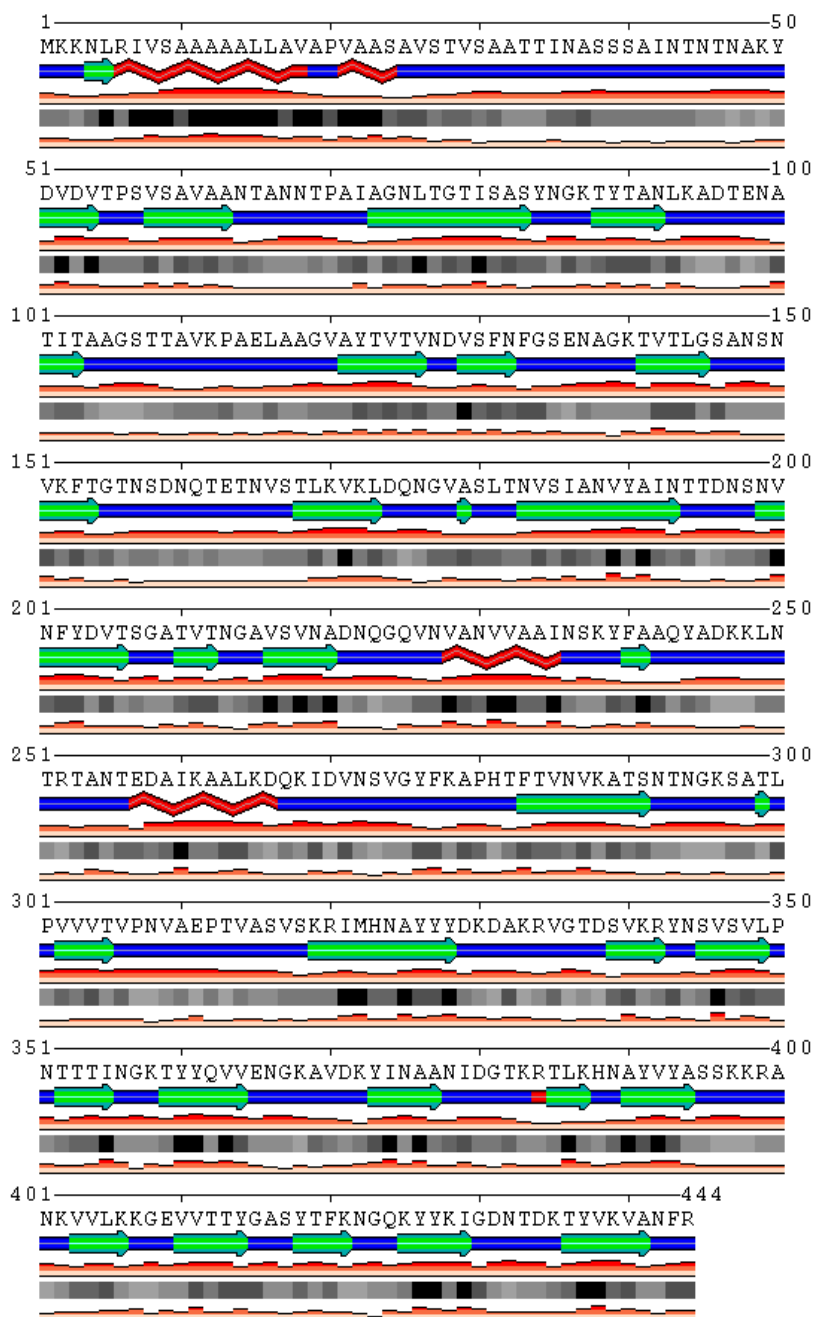 1 50
MKKNLRIVSAAAAALLAVAPVAASAVSTVSAATTINASSSAINTNTNAKY
51 100
DVDVTPSVSAVAANTANNTPAIAGNLTGTISASYNGKTYTANLKADTENA
101 150
TITAAGSTTAVKPAELAAGVAYTVTVNDVSFNFGSENAGKTVTLGSANSN
151 200
VKFTGTNSDNQTETNVSTLKVKLDQNGVASLTNVSIANVYAINTTDNSNV
201 250
NFYDVTSGATVTNGAVSVNADNQGQVNVANVVAAINSKYFAAQYADKKLN
251 300
TRTANTEDAIKAALKDQKIDVNSVGYFKAPHTFTVNVKATSNTNGKSATL
301 350
PVVVTVPNVAEPTVASVSKRIMHNAYYYDKDAKRVGTDSVKRYNSVSVLP
351 400
NTTTINGKTYYQVVENGKAVDKYINAANIDGTKRTLKHNAYVYASSKKRA
401 444
NKVVLKKGEVVTTYGASYTFKNGQKYYKIGDNTDKTYVKVANFR